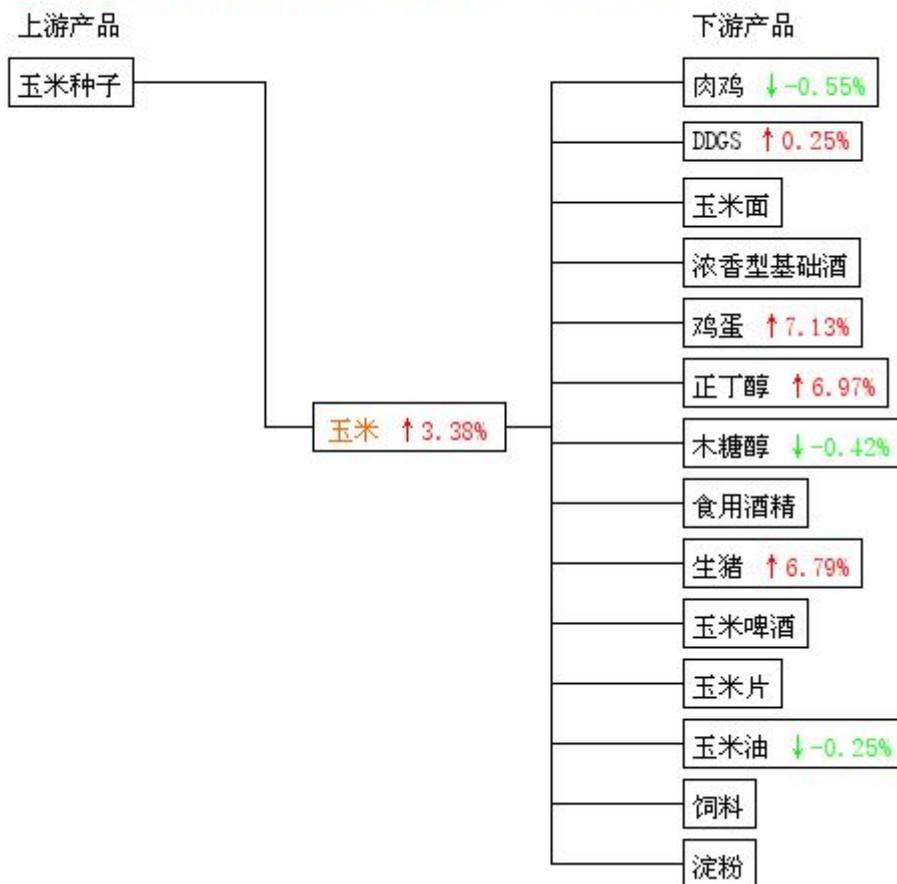 上游产品
下游产品
玉米种子
肉鸡 ↓-0.55%
DDGS ↑0.25%
玉米面
浓香型基础酒
鸡蛋 ↑7.13%
正丁醇 ↑6.97%
玉米 ↑3.38%
木糖醇 ↓-0.42%
食用酒精
生猪 ↑6.79%
玉米啤酒
玉米片
玉米油 ↓-0.25%
饲料
淀粉